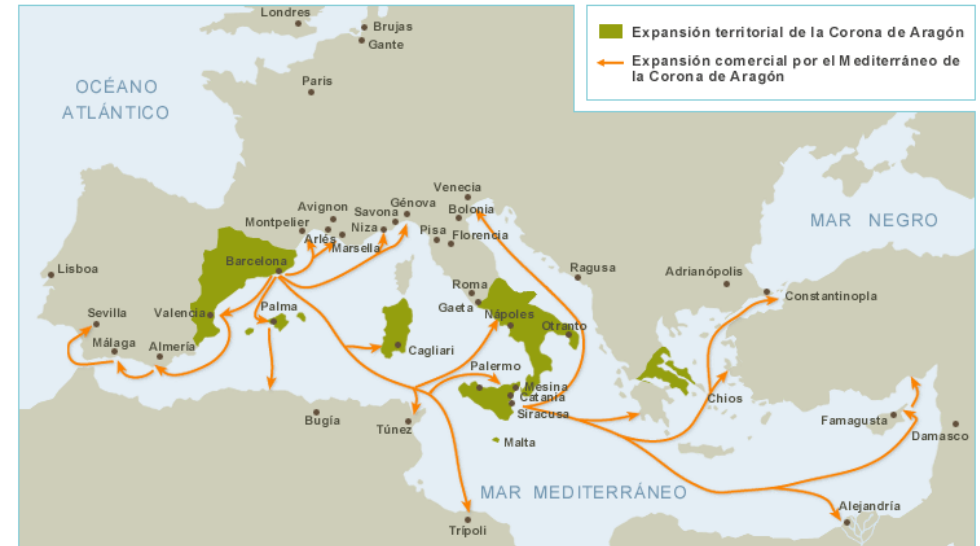 Londres
Brujas
Gante
Expansión territorial de la Corona de Aragón
Expansión comercial por el Mediterráneo de
la Corona de Aragón
Paris
OCÉANO
ATLÁNTICO
Venecia
Bolonia
Génova
Savona
Avignon
Montpelier
Niza
Arlés
Marsella
Pisa
Florencia
MAR NEGRO
Lisboa
Barcelona
Ragusa
Adrianópolis
Constantinopla
Roma
Gaeta
Nápoles
Otranto
Sevilla
Valencia
Palma
Málaga
Almería
Cagliari
Palermo
Mesina
Catania
Siracusa
Chios
Bugía
Túnez
Malta
Famagusta
Damasco
MAR MEDITERRÁNEO
Alejandría
Trípoli